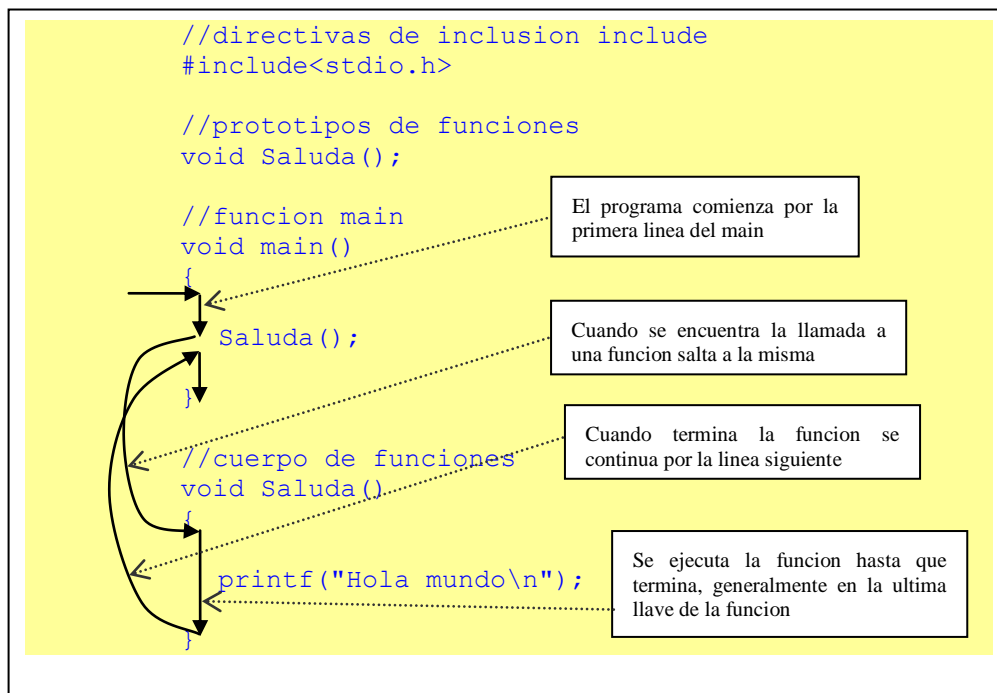 //directivas de inclusion include
#include<stdio.h>
//prototipos de funciones
void Saluda();
//funcion main
void main()
{
Saluda();
}
//cuerpo de funciones
void Saluda()
{
printf("Hola mundo\n");
}
El programa comienza por la
primera linea del main
Cuando se encuentra la llamada a
una funcion salta a la misma
Cuando termina la funcion se
continua por la linea siguiente
Se ejecuta la funcion hasta que
termina, generalmente en la ultima
llave de la funcion